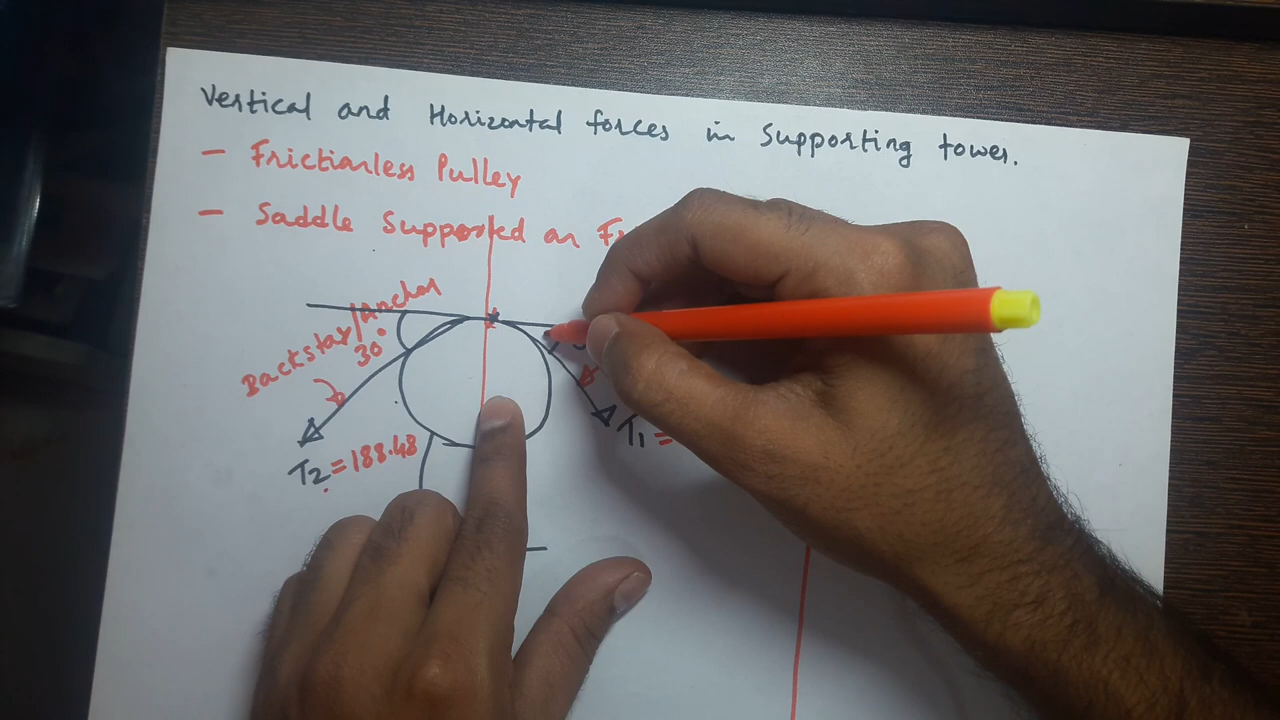 Vertical and Horizontal forces in Supporting tower.
- Frictionless Pulley
- Saddle Supported on
Backstay/Anchor
30°
T2 = 188.48
T1 =